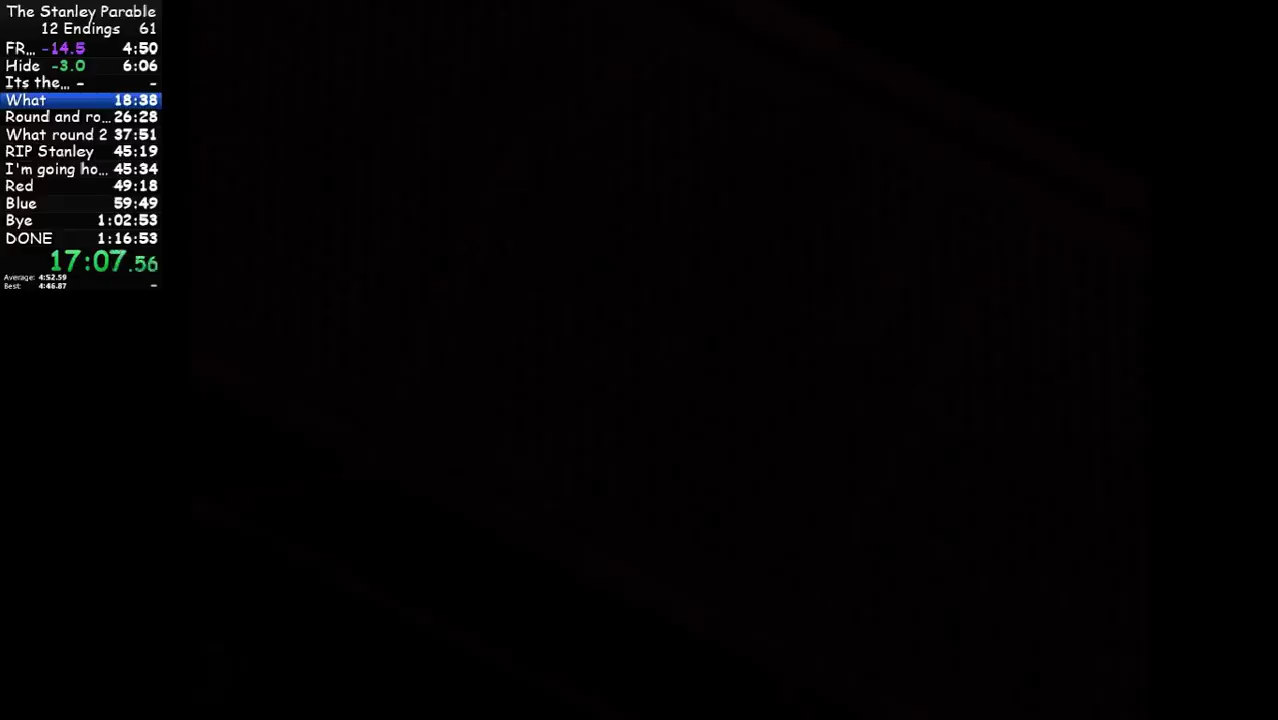 The Stanley Parable
12 Endings 61
FR... -14.5 4:50
Hide -3.0 6:06
Its the... - -
What 18:38
Round and ro... 26:28
What round 2 37:51
RIP Stanley 45:19
I'm going ho... 45:34
Red 49:18
Blue 59:49
Bye 1:02:53
DONE 1:16:53
17:07.56
Average: 4:52.59
Best: 4:46.87 -